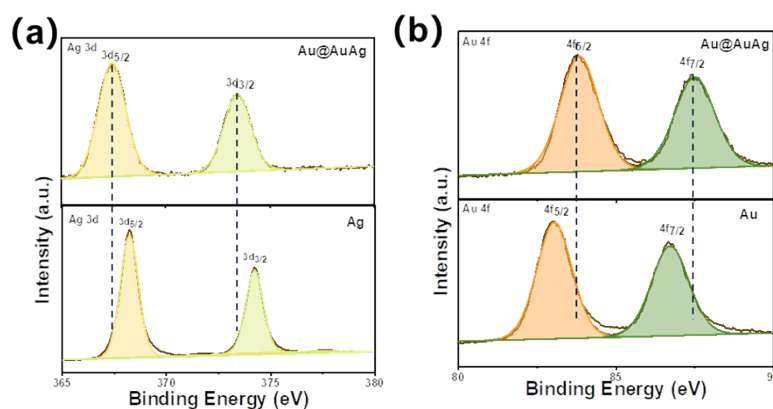 (a)
Ag 3d
3d5/2
3d3/2
Au@AuAg
Ag 3d
3d5/2
3d3/2
Ag
365 370 375 380
Binding Energy (eV)
Intensity (a.u.)
(b)
Au 4f
4f5/2
4f7/2
Au@AuAg
Au 4f
4f5/2
4f7/2
Au
80 85
Binding Energy (eV)
Intensity (a.u.)